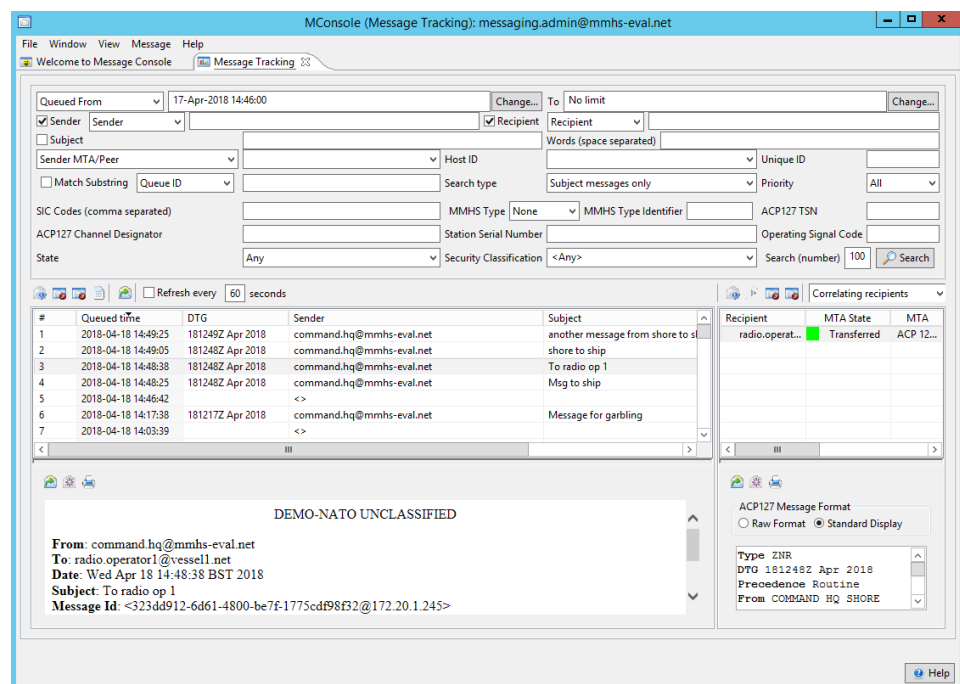 MConsole (Message Tracking): messaging.admin@mmhs-eval.net
File Window View Message Help
Welcome to Message Console Message Tracking
Queued From 17-Apr-2018 14:46:00 Change... To No limit Change...
Sender Sender Recipient Recipient
Subject Words (space separated)
Sender MTA/Peer Host ID Unique ID
Match Substring Queue ID Search type Subject messages only Priority All
SIC Codes (comma separated) MMHS Type None MMHS Type Identifier ACP127 TSN
ACP127 Channel Designator Station Serial Number Operating Signal Code
State Any Security Classification <Any> Search (number) 100 Search
Refresh every 60 seconds Correlating recipients
# Queued time DTG Sender Subject Recipient MTA State MTA
1 2018-04-18 14:49:25 181249Z Apr 2018 command.hq@mmhs-eval.net another message from shore to sl radio.operat... Transferred ACP 12...
2 2018-04-18 14:49:05 181248Z Apr 2018 command.hq@mmhs-eval.net shore to ship
3 2018-04-18 14:48:38 181248Z Apr 2018 command.hq@mmhs-eval.net To radio op 1
4 2018-04-18 14:48:25 181248Z Apr 2018 command.hq@mmhs-eval.net Msg to ship
5 2018-04-18 14:46:42 <>
6 2018-04-18 14:17:38 181217Z Apr 2018 command.hq@mmhs-eval.net Message for garbling
7 2018-04-18 14:03:39 <>
DEMO-NATO UNCLASSIFIED
From: command.hq@mmhs-eval.net
To: radio.operator1@vessel1.net
Date: Wed Apr 18 14:48:38 BST 2018
Subject: To radio op 1
Message Id: <323dd912-6d61-4800-be7f-1775cdf98f32@172.20.1.245>
ACP127 Message Format
Raw Format Standard Display
Type ZNR
DTG 181248Z Apr 2018
Precedence Routine
From COMMAND HQ SHORE
Help